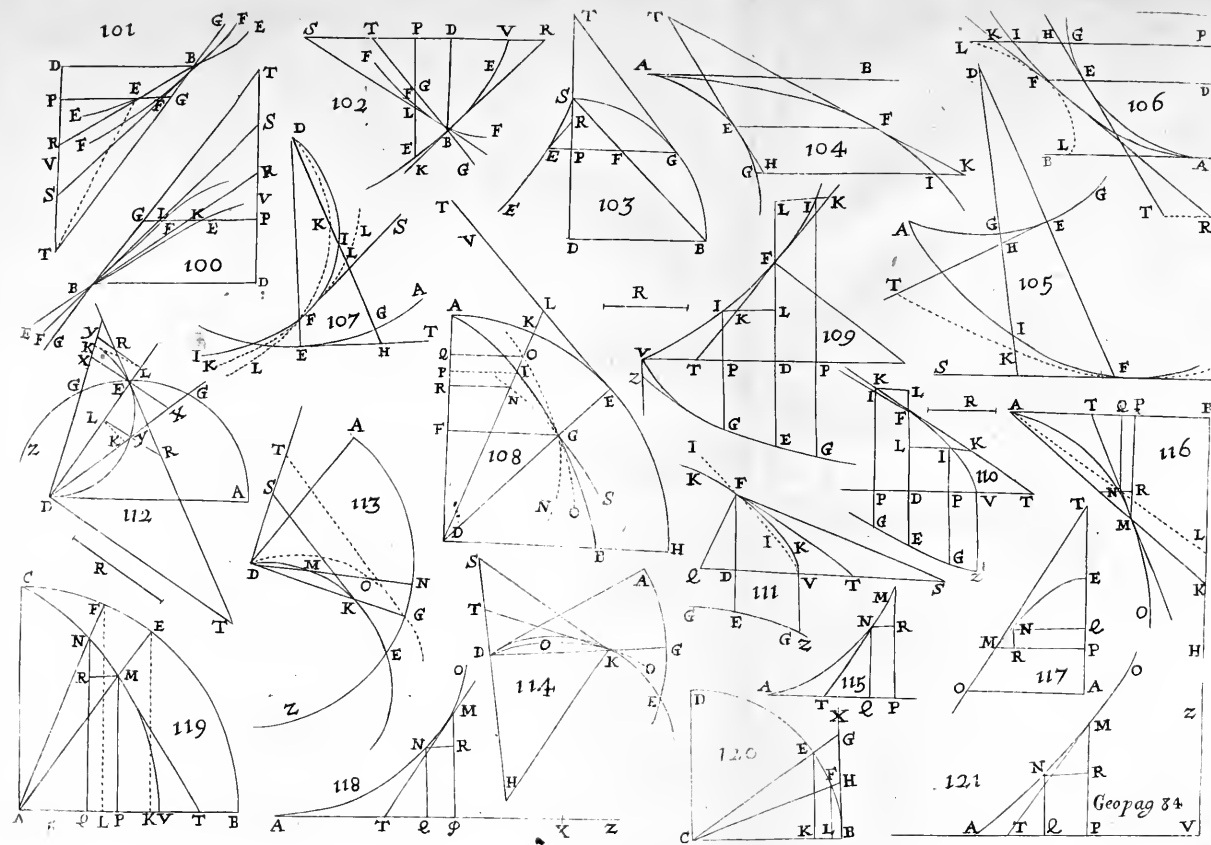 101
G F E
D B
P E F G
E
R F
V
S
T
100
T
S
R
V
G L K P
F E
B D
E F G
102
S T P D V R
F G E
L
E B F
K G
103
T
S
R
E P F G
E
D B
104
T
A B
E F
G H I K
105
D
A G G
H E
T
I
K
S F
106
L K I H G P
F E D
L
B A
T R
107
D
K I L S
L
F G A
I E H T
K L
108
T
V
A L
K
Q O
P I
R N E
F G
N O S
D E H
109
L I K
F
R
I L
K
V T P D P
Z
G E G
110
K L
I F R
L I K
P D P V T
G E G
Z
111
I
K F
I K
Q D V T S
G E G Z
112
y R
K L
X E
G G
L X
K y
Z R
D A
R
T
113
A
T
S
M O N
D K G
E
Z
114
S A
T
D O K G
O
E
H
115
M
N R
A T Q P
O
116
A T Q P
N R
M L
K
O H
117
T
E
M N Q
R P
O A
118
O
M
N R
A T Q P X Z
119
C
F E
N
R M
A Q L P K V T B
120
D X
E G
F H
C K L B
121
O
Z
M
N R
Geopag 84
A T Q P V